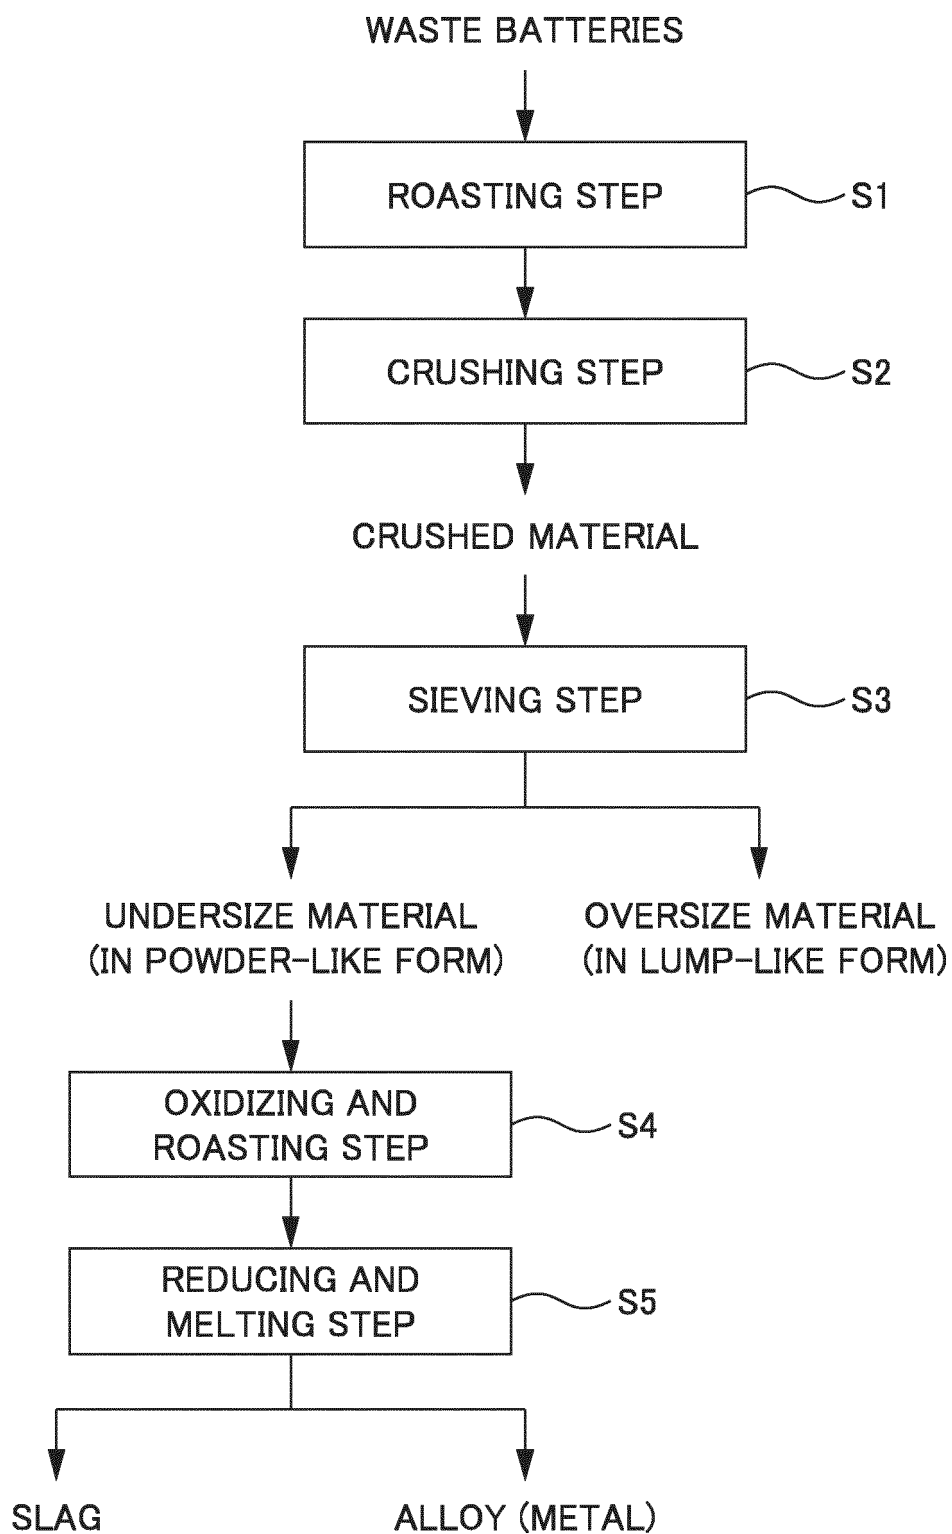 WASTE BATTERIES
ROASTING STEP
S1
CRUSHING STEP
S2
CRUSHED MATERIAL
SIEVING STEP
S3
UNDERSIZE MATERIAL
(IN POWDER-LIKE FORM)
OVERSIZE MATERIAL
(IN LUMP-LIKE FORM)
OXIDIZING AND
ROASTING STEP
S4
REDUCING AND
MELTING STEP
S5
SLAG
ALLOY (METAL)